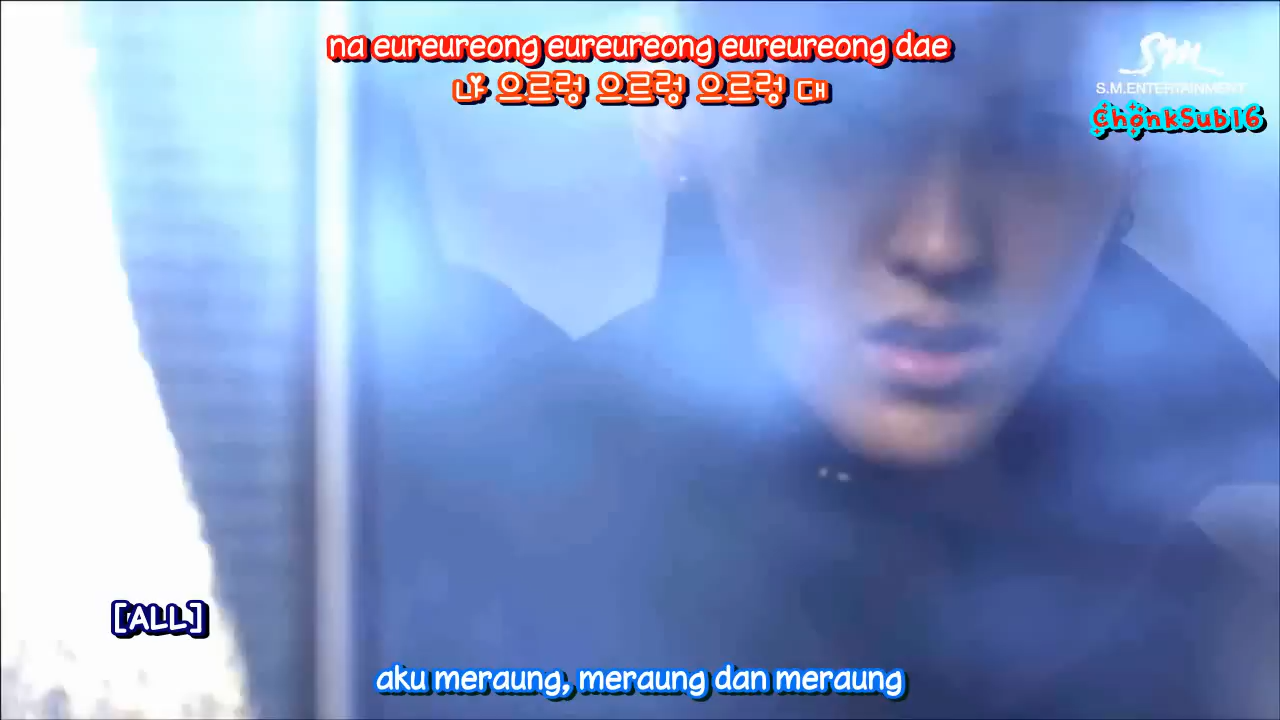 na eureureong eureureong eureureong dae
나 으르렁 으르렁 으르렁 대
SM
S.M.ENTERTAINMENT
ChonkSub16
[ALL]
aku meraung, meraung dan meraung